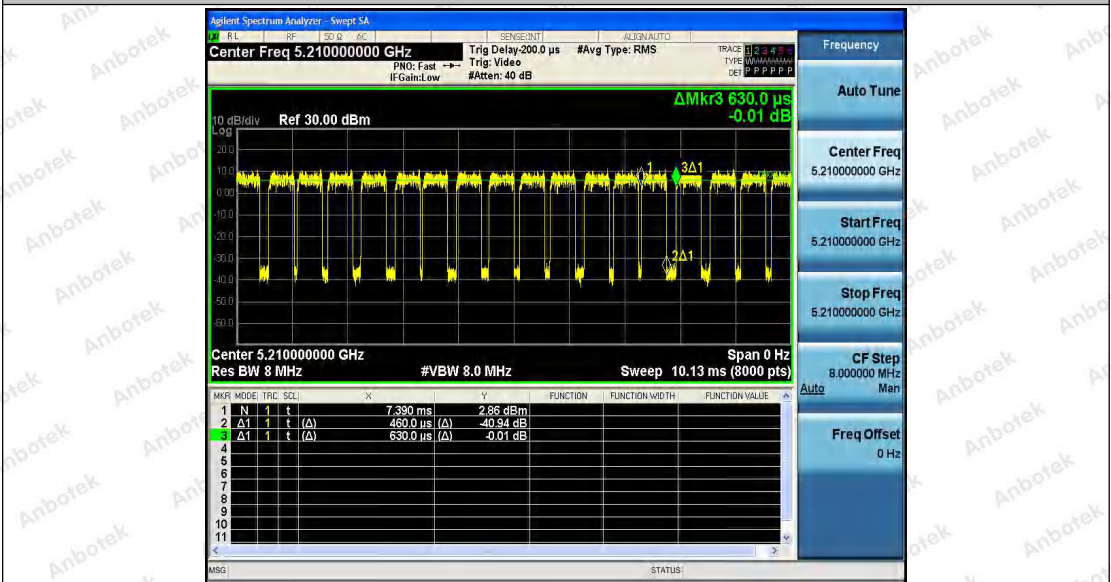 Agilent Spectrum Analyzer - Swept SA
RL RF 50 Ω AC SENSE:INT ALIGNAUTO
Center Freq 5.210000000 GHz
PNO: Fast
IFGain:Low
Trig Delay-200.0 µs
Trig: Video
#Atten: 40 dB
#Avg Type: RMS
TRACE 1 2 3 4 5 6
TYPE
DET P P P P P P
ΔMkr3 630.0 µs
-0.01 dB
10 dB/div Ref 30.00 dBm
Log
20.0
10.0
0.00
-10.0
-20.0
-30.0
-40.0
-50.0
-60.0
1
3Δ1
2Δ1
Center 5.210000000 GHz Span 0 Hz
Res BW 8 MHz #VBW 8.0 MHz Sweep 10.13 ms (8000 pts)
MKR MODE TRC SCL X Y FUNCTION FUNCTION WIDTH FUNCTION VALUE
1 N 1 t 7.390 ms 2.86 dBm
2 Δ1 1 t (Δ) 460.0 µs (Δ) -40.94 dB
3 Δ1 1 t (Δ) 630.0 µs (Δ) -0.01 dB
4
5
6
7
8
9
10
11
MSG STATUS
Frequency
Auto Tune
Center Freq
5.210000000 GHz
Start Freq
5.210000000 GHz
Stop Freq
5.210000000 GHz
CF Step
8.000000 MHz
Auto Man
Freq Offset
0 Hz
Anbotek